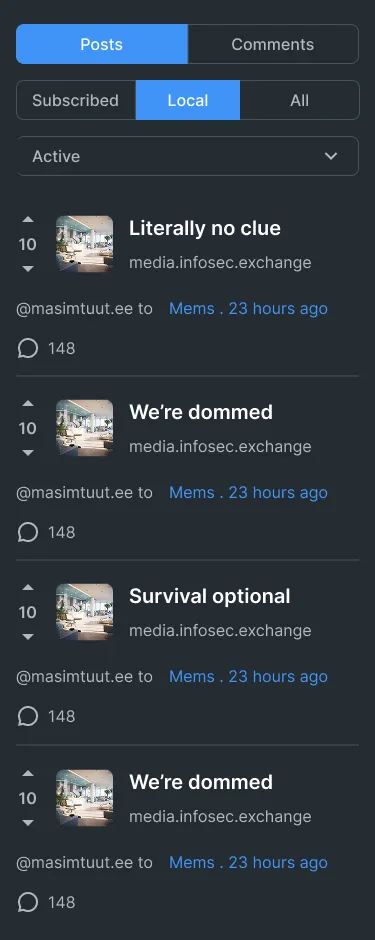 Posts Comments
Subscribed Local All
Active
Literally no clue
10
media.infosec.exchange
@masimtuut.ee to Mems . 23 hours ago
148
We're dommed
10
media.infosec.exchange
@masimtuut.ee to Mems . 23 hours ago
148
Survival optional
10
media.infosec.exchange
@masimtuut.ee to Mems . 23 hours ago
148
We're dommed
10
media.infosec.exchange
@masimtuut.ee to Mems . 23 hours ago
148